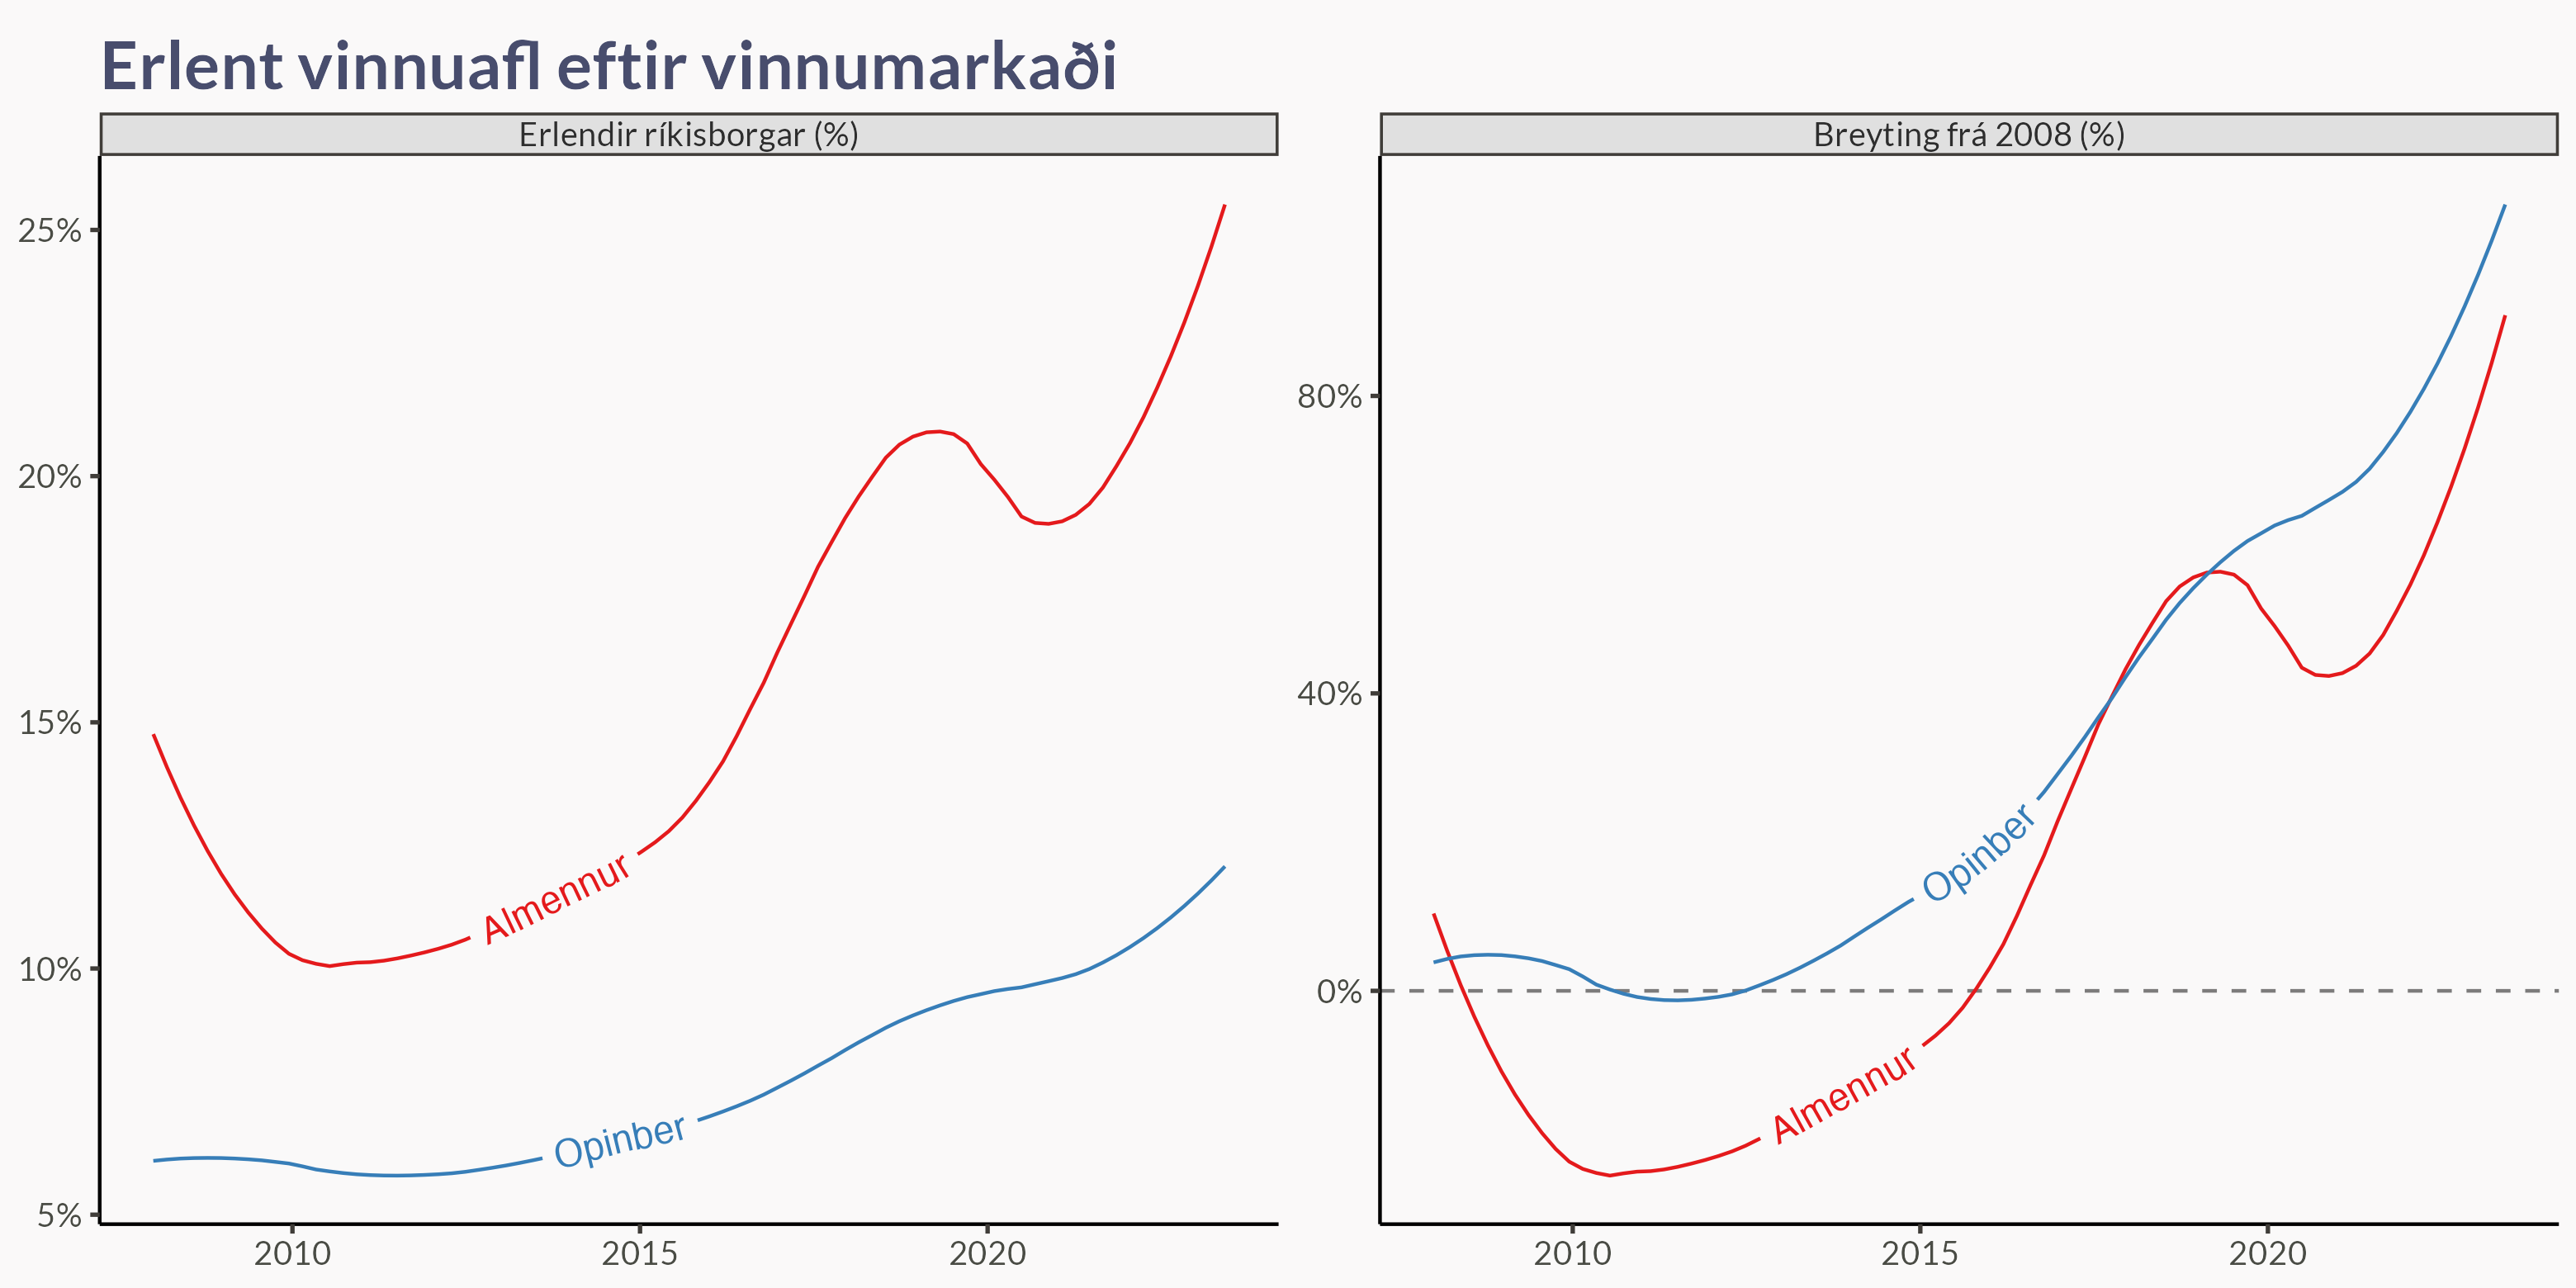 Erlent vinnuafl eftir vinnumarkaði
Erlendir ríkisborgar (%)
25%
20%
15%
10%
5%
Almennur
Opinber
2010 2015 2020
Breyting frá 2008 (%)
80%
40%
0%
Opinber
Almennur
2010 2015 2020